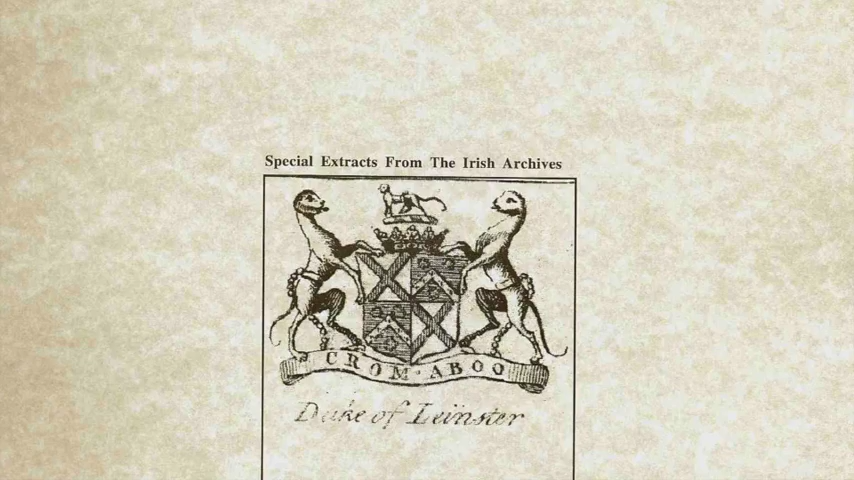 Special Extracts From The Irish Archives
CROM·ABOO
Duke of Leinster